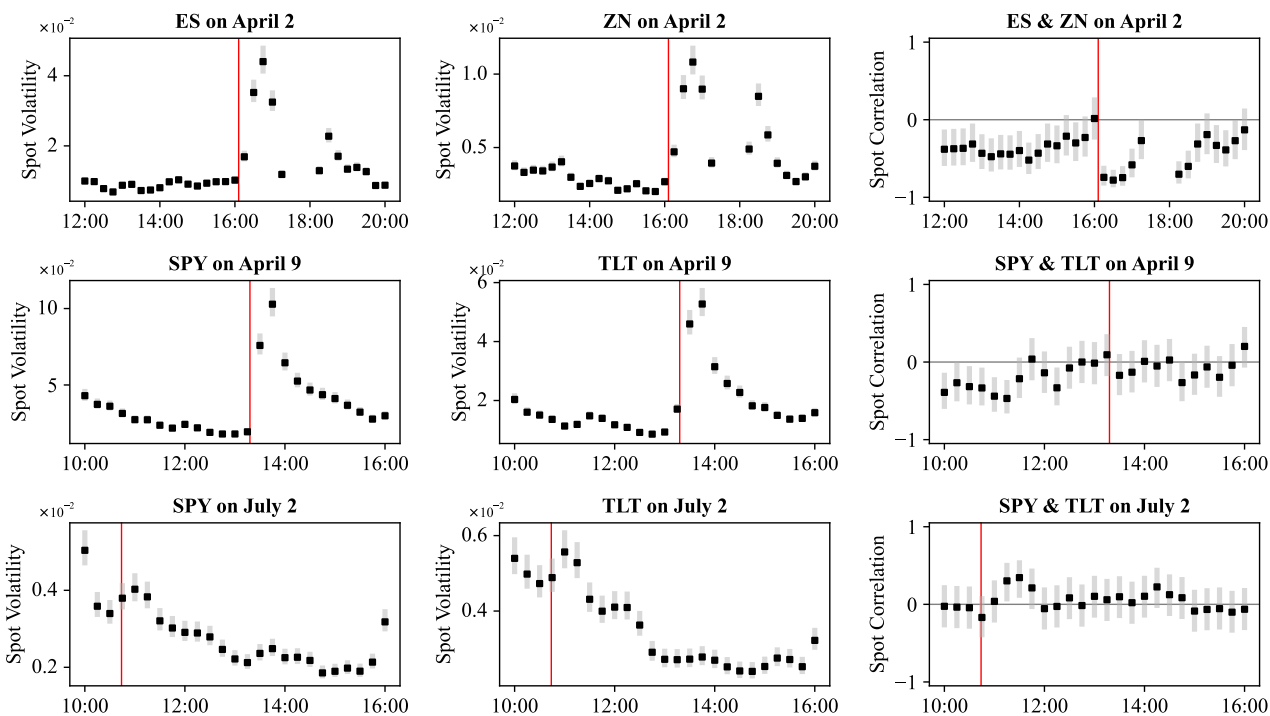 ES on April 2
×10⁻²
Spot Volatility
4
2
12:00 14:00 16:00 18:00 20:00
ZN on April 2
×10⁻²
Spot Volatility
1.0
0.5
12:00 14:00 16:00 18:00 20:00
ES & ZN on April 2
Spot Correlation
1
0
−1
12:00 14:00 16:00 18:00 20:00
SPY on April 9
×10⁻²
Spot Volatility
10
5
10:00 12:00 14:00 16:00
TLT on April 9
×10⁻²
Spot Volatility
6
4
2
10:00 12:00 14:00 16:00
SPY & TLT on April 9
Spot Correlation
1
0
−1
10:00 12:00 14:00 16:00
SPY on July 2
×10⁻²
Spot Volatility
0.4
0.2
10:00 12:00 14:00 16:00
TLT on July 2
×10⁻²
Spot Volatility
0.6
0.4
10:00 12:00 14:00 16:00
SPY & TLT on July 2
Spot Correlation
1
0
−1
10:00 12:00 14:00 16:00